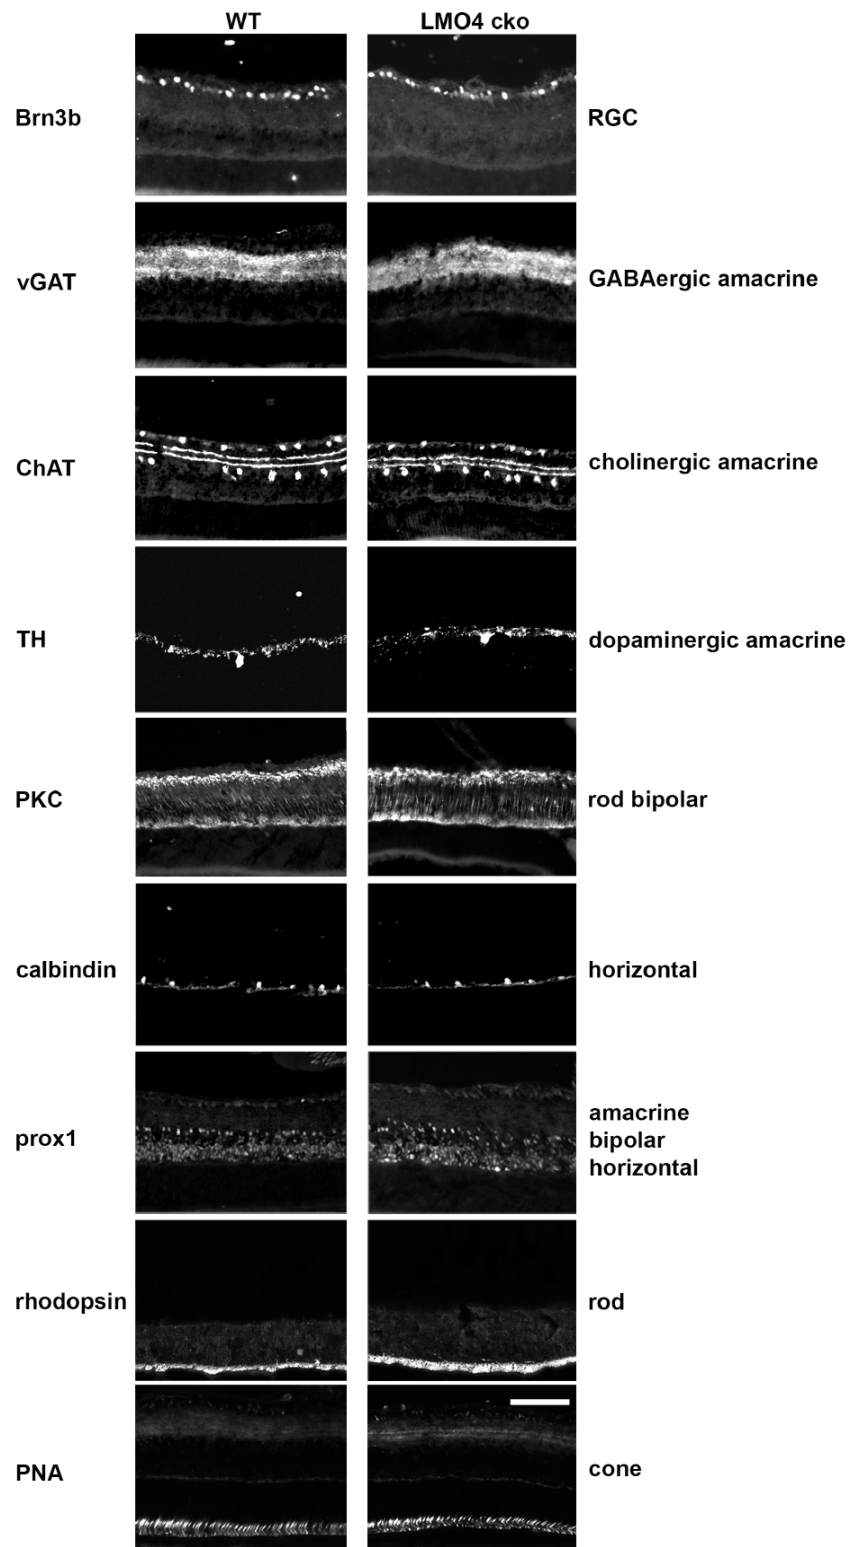 WT LMO4 cko
Brn3b RGC
vGAT GABAergic amacrine
ChAT cholinergic amacrine
TH dopaminergic amacrine
PKC rod bipolar
calbindin horizontal
prox1 amacrine
bipolar
horizontal
rhodopsin rod
PNA cone